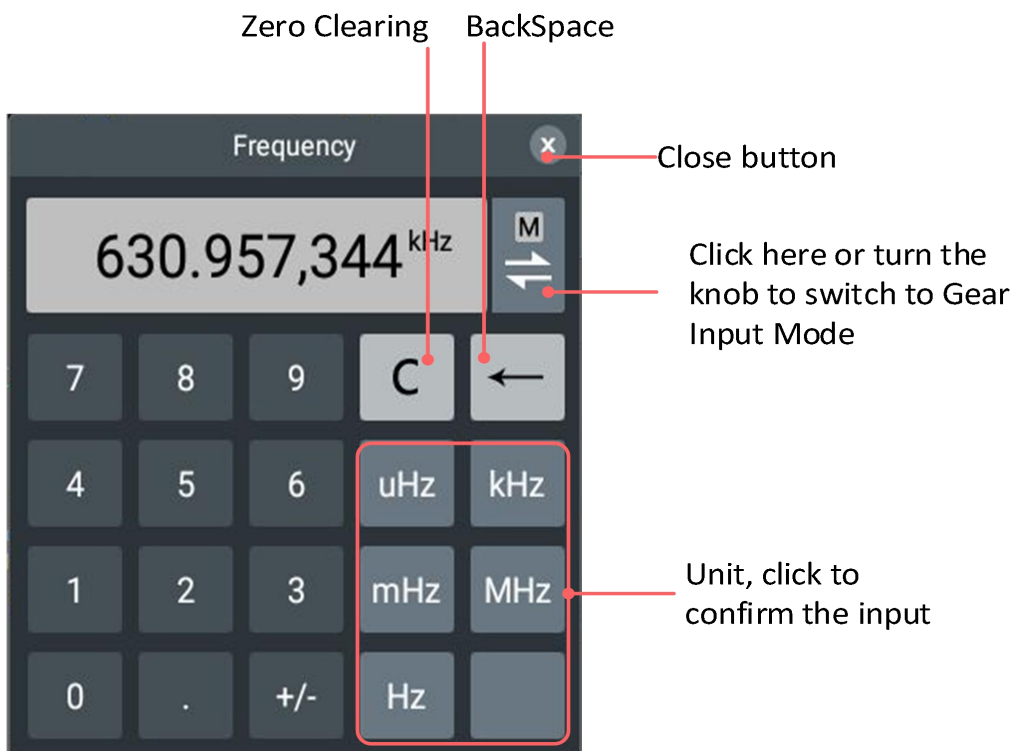 Zero Clearing BackSpace
Frequency x
Close button
630.957,344 kHz M
Click here or turn the
knob to switch to Gear
Input Mode
7 8 9 C ←
4 5 6 uHz kHz
1 2 3 mHz MHz
Unit, click to
confirm the input
0 . +/- Hz